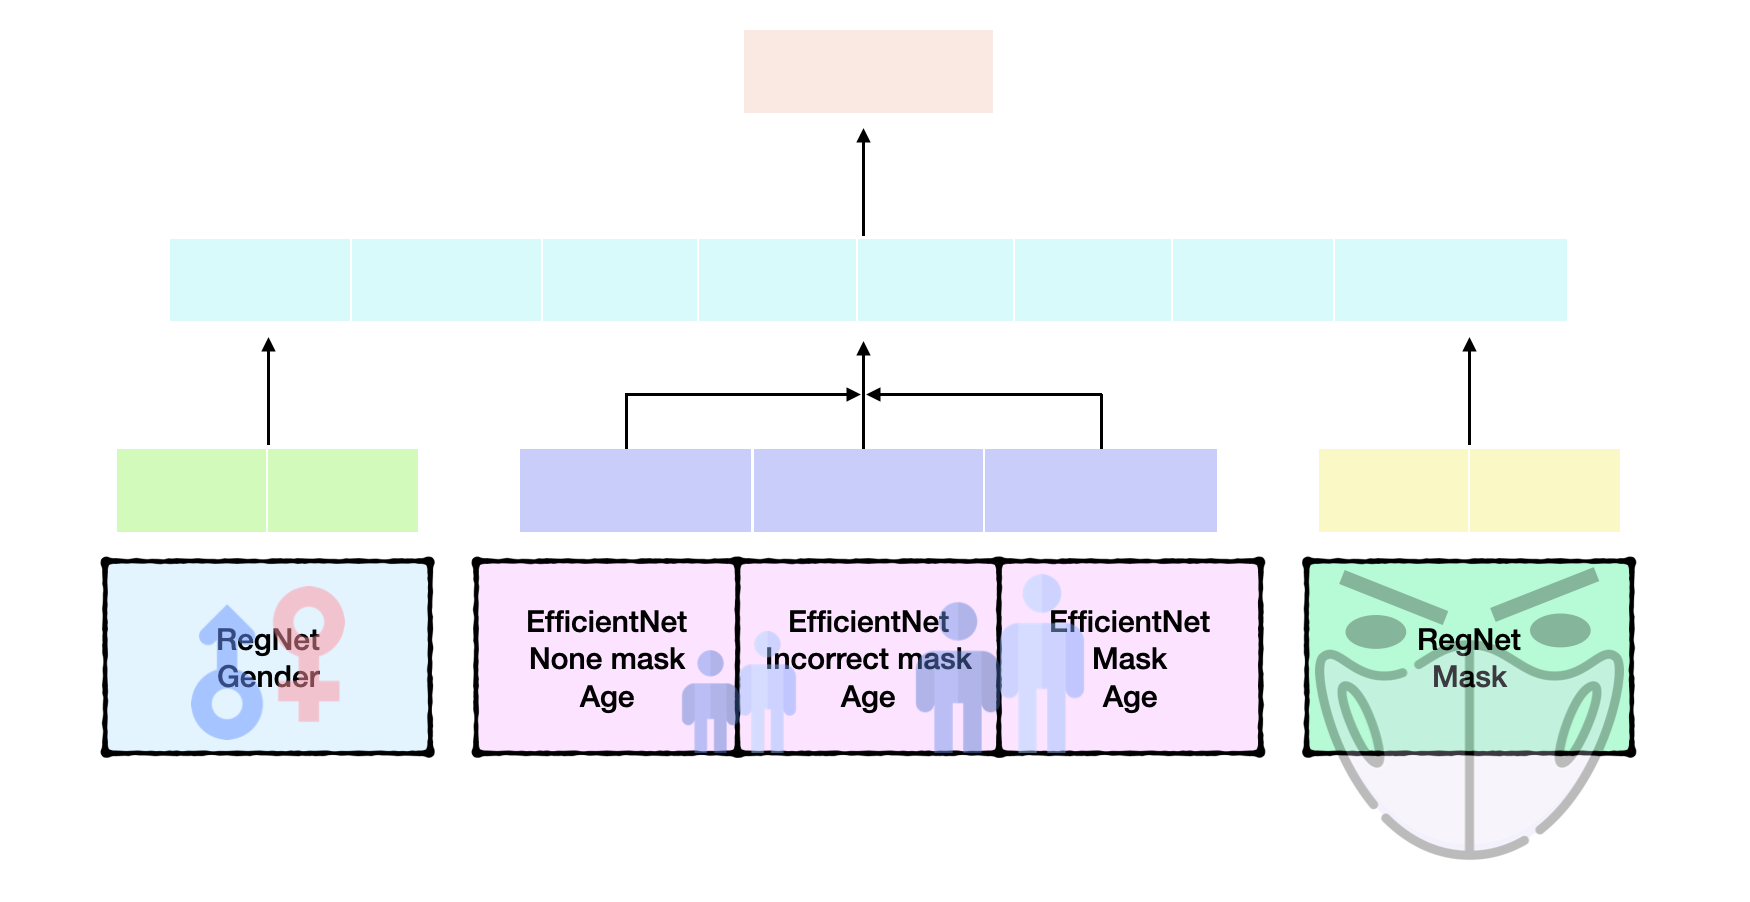 RegNet
Gender
EfficientNet
None mask
Age
EfficientNet
Incorrect mask
Age
EfficientNet
Mask
Age
RegNet
Mask